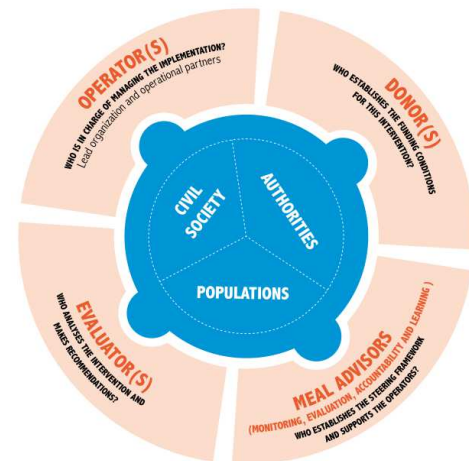 OPERATOR(S)
WHO IS IN CHARGE OF MANAGING THE IMPLEMENTATION?
Lead organization and operational partners
DONOR(S)
WHO ESTABLISHES THE FUNDING CONDITIONS
FOR THIS INTERVENTION?
CIVIL
SOCIETY
AUTHORITIES
POPULATIONS
EVALUATOR(S)
WHO ANALYSES THE INTERVENTION AND
MAKES RECOMMENDATIONS?
MEAL ADVISORS
(MONITORING, EVALUATION, ACCOUNTABILITY AND LEARNING )
WHO ESTABLISHES THE STEERING FRAMEWORK
AND SUPPORTS THE OPERATORS?